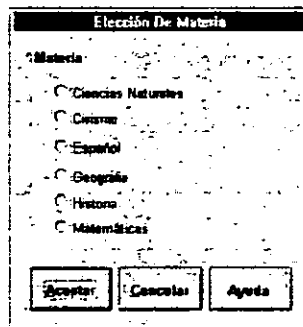 Elección De Materia
Materia
Ciencias Naturales
Civismo
Español
Geografía
Historia
Matemáticas
Aceptar Cancelar Ayuda